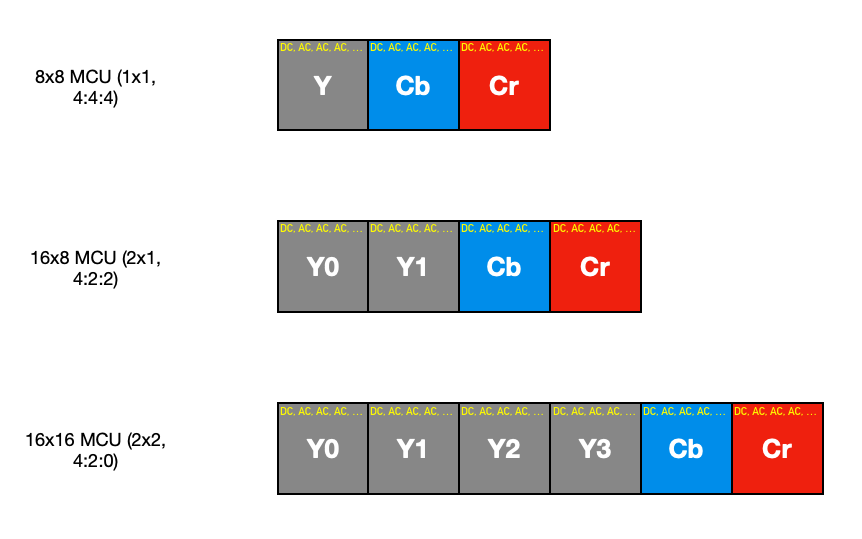 DC, AC, AC, AC, ... DC, AC, AC, AC, ... DC, AC, AC, AC, ...
8x8 MCU (1x1,
4:4:4)
Y Cb Cr
DC, AC, AC, AC, ... DC, AC, AC, AC, ... DC, AC, AC, AC, ... DC, AC, AC, AC, ...
16x8 MCU (2x1,
4:2:2)
Y0 Y1 Cb Cr
DC, AC, AC, AC, ... DC, AC, AC, AC, ... DC, AC, AC, AC, ... DC, AC, AC, AC, ... DC, AC, AC, AC, ... DC, AC, AC, AC, ...
16x16 MCU (2x2,
4:2:0)
Y0 Y1 Y2 Y3 Cb Cr